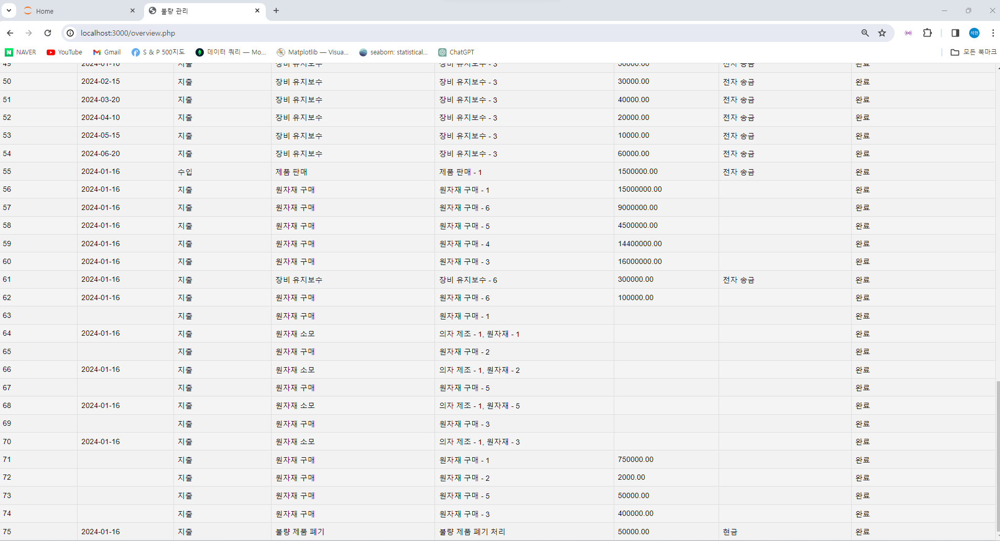 Home
불량 관리
localhost:3000/overview.php
석현
NAVER YouTube Gmail S & P 500지도 데이터 쿼리 — Mo... Matplotlib — Visua... seaborn: statistical... ChatGPT 모든 북마크
49 2024-01-10 지출 장비 유지보수 장비 유지보수 - 3 50000.00 전자 송금 완료
50 2024-02-15 지출 장비 유지보수 장비 유지보수 - 3 30000.00 전자 송금 완료
51 2024-03-20 지출 장비 유지보수 장비 유지보수 - 3 40000.00 전자 송금 완료
52 2024-04-10 지출 장비 유지보수 장비 유지보수 - 3 20000.00 전자 송금 완료
53 2024-05-15 지출 장비 유지보수 장비 유지보수 - 3 10000.00 전자 송금 완료
54 2024-06-20 지출 장비 유지보수 장비 유지보수 - 3 60000.00 전자 송금 완료
55 2024-01-16 수입 제품 판매 제품 판매 - 1 1500000.00 전자 송금 완료
56 2024-01-16 지출 원자재 구매 원자재 구매 - 1 15000000.00 완료
57 2024-01-16 지출 원자재 구매 원자재 구매 - 6 9000000.00 완료
58 2024-01-16 지출 원자재 구매 원자재 구매 - 5 4500000.00 완료
59 2024-01-16 지출 원자재 구매 원자재 구매 - 4 14400000.00 완료
60 2024-01-16 지출 원자재 구매 원자재 구매 - 3 16000000.00 완료
61 2024-01-16 지출 장비 유지보수 장비 유지보수 - 6 300000.00 전자 송금 완료
62 2024-01-16 지출 원자재 구매 원자재 구매 - 6 100000.00 완료
63 지출 원자재 구매 원자재 구매 - 1 완료
64 2024-01-16 지출 원자재 소모 의자 제조 - 1, 원자재 - 1 완료
65 지출 원자재 구매 원자재 구매 - 2 완료
66 2024-01-16 지출 원자재 소모 의자 제조 - 1, 원자재 - 2 완료
67 지출 원자재 구매 원자재 구매 - 5 완료
68 2024-01-16 지출 원자재 소모 의자 제조 - 1, 원자재 - 5 완료
69 지출 원자재 구매 원자재 구매 - 3 완료
70 2024-01-16 지출 원자재 소모 의자 제조 - 1, 원자재 - 3 완료
71 지출 원자재 구매 원자재 구매 - 1 750000.00 완료
72 지출 원자재 구매 원자재 구매 - 2 2000.00 완료
73 지출 원자재 구매 원자재 구매 - 5 50000.00 완료
74 지출 원자재 구매 원자재 구매 - 3 400000.00 완료
75 2024-01-16 지출 불량 제품 폐기 불량 제품 폐기 처리 50000.00 현금 완료